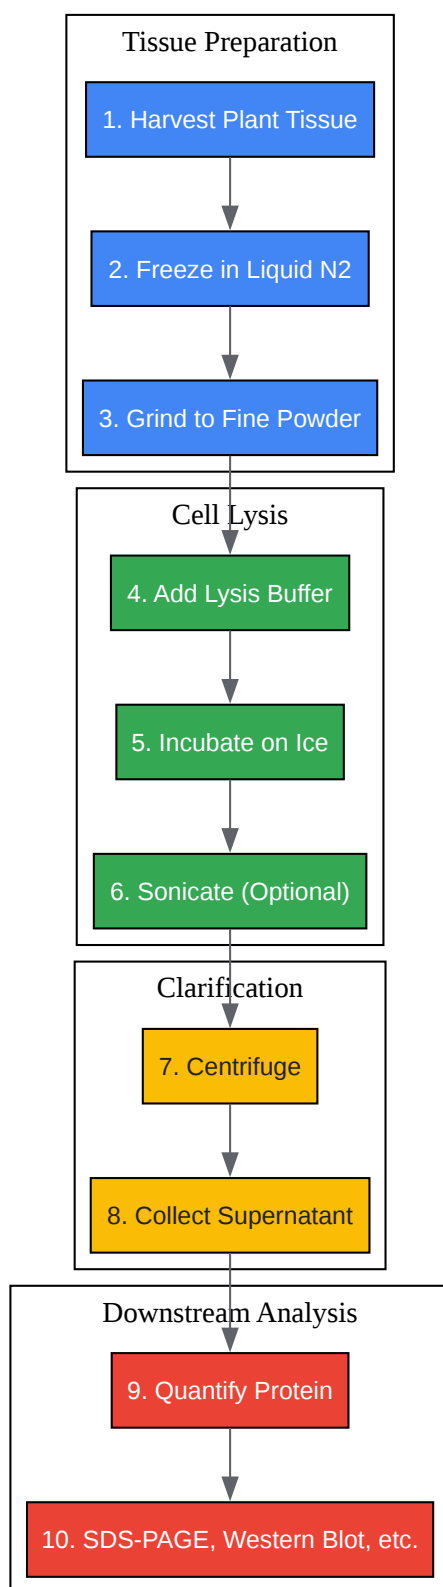 Tissue Preparation
1. Harvest Plant Tissue
2. Freeze in Liquid N2
3. Grind to Fine Powder
Cell Lysis
4. Add Lysis Buffer
5. Incubate on Ice
6. Sonicate (Optional)
Clarification
7. Centrifuge
8. Collect Supernatant
Downstream Analysis
9. Quantify Protein
10. SDS-PAGE, Western Blot, etc.